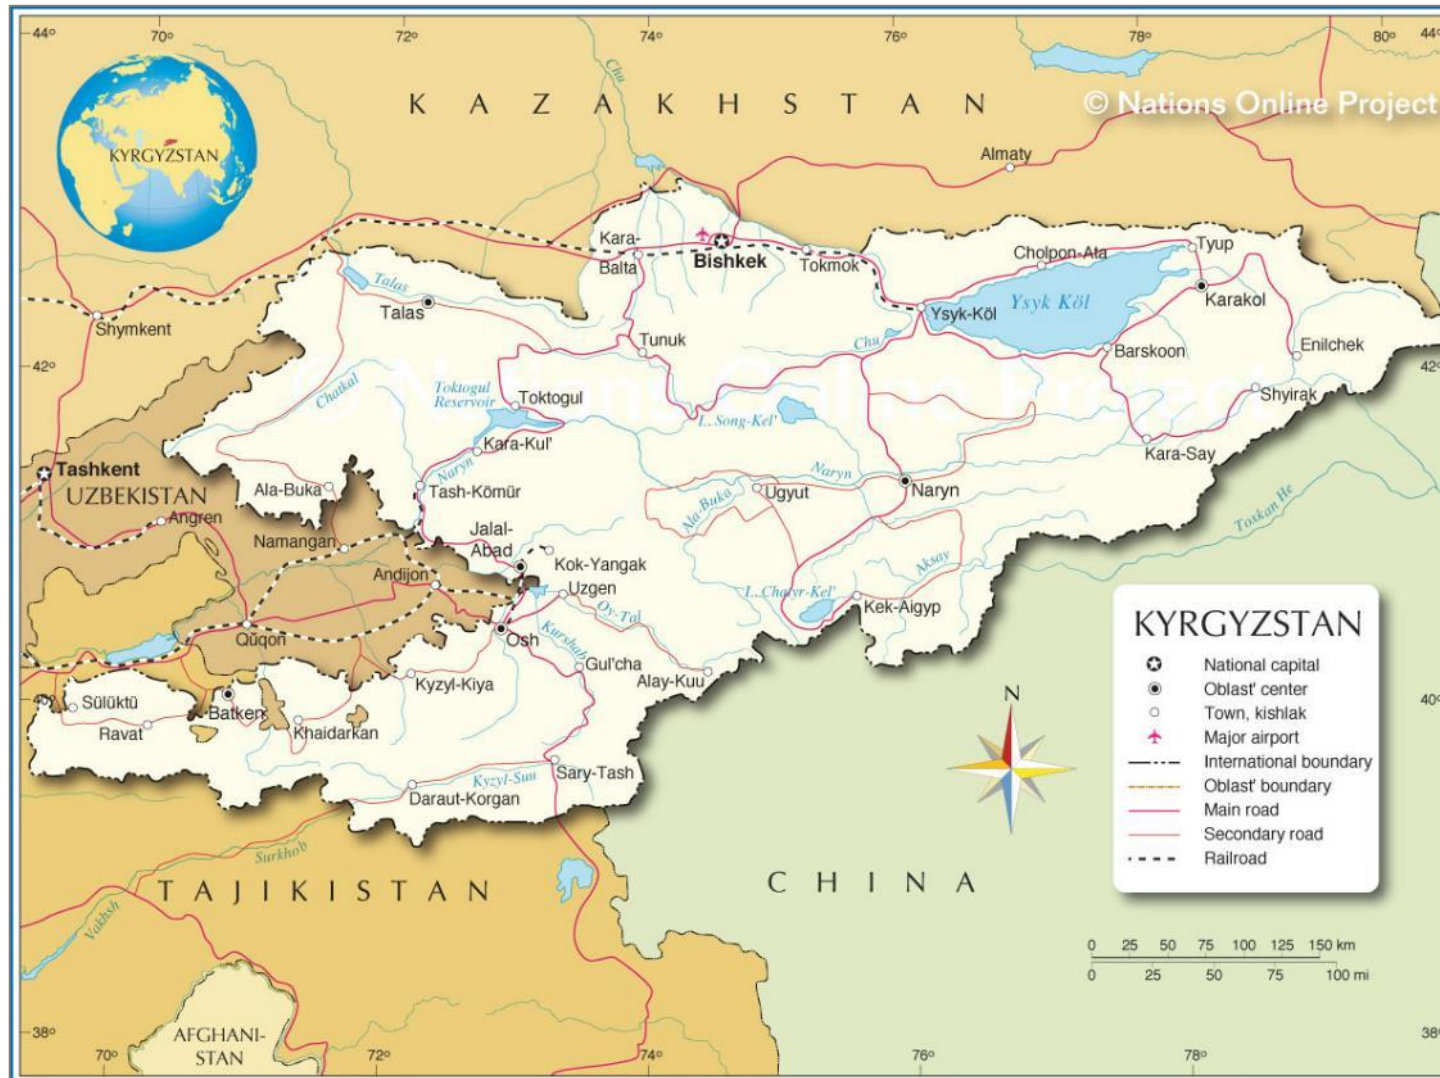 44°
70°
72°
74°
76°
78°
80°
44°
KAZAKHSTAN
© Nations Online Project
KYRGYZSTAN
Chu
Almaty
Kara-
Balta
Bishkek
Tokmok
Cholpon-Ata
Tyup
Talas
Talas
Ysyk Köl
Ysyk-Köl
Karakol
Shymkent
Tunuk
Chu
Barskoon
Enilchek
42°
42°
© Nations Online Project
Chatkal
Toktogul
Reservoir
Toktogul
L. Song-Kel'
Shyirak
Kara-Kul'
Kara-Say
Tashkent
UZBEKISTAN
Naryn
Naryn
Ala-Buka
Tash-Kömür
Ala-Buka
Ugyut
Naryn
Toxkan He
Angren
Namangan
Jalal-
Abad
Kok-Yangak
Aksay
Andijon
Uzgen
L. Chatyr-Kel'
Kek-Aigyp
Oy-Tal
Qŭqon
Osh
Kurshab
Gul'cha
Kyzyl-Kiya
Alay-Kuu
40°
40°
Sülüktü
Batken
Ravat
Khaidarkan
Sary-Tash
Kyzyl-Suu
Daraut-Korgan
Surkhob
TAJIKISTAN
CHINA
Vakhsh
AFGHANI-
STAN
N
KYRGYZSTAN
National capital
Oblast' center
Town, kishlak
Major airport
International boundary
Oblast' boundary
Main road
Secondary road
Railroad
0 25 50 75 100 125 150 km
0 25 50 75 100 mi
38°
38°
70°
72°
74°
76°
78°